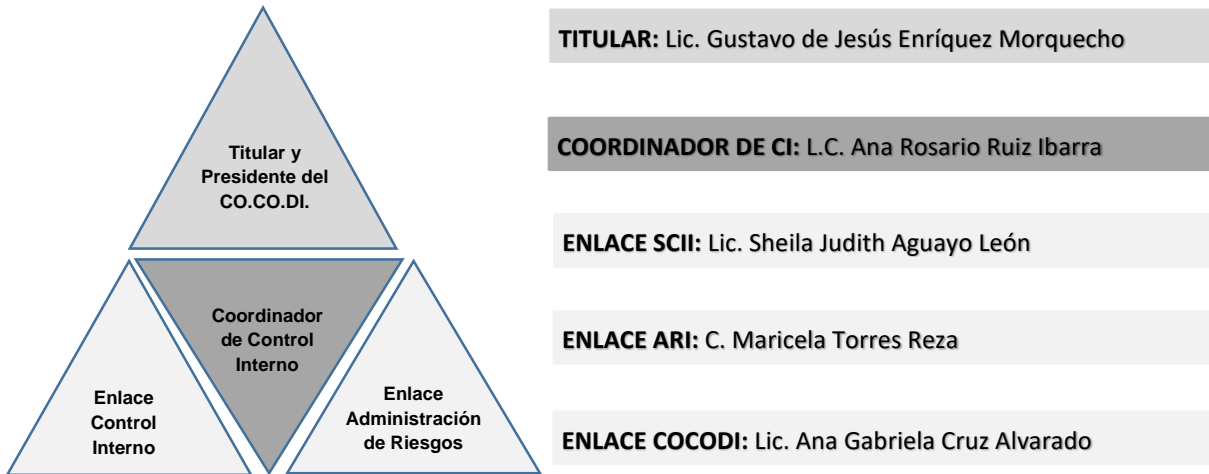 Titular y
Presidente del
CO.CO.DI.
Coordinador
de Control
Interno
Enlace
Control
Interno
Enlace
Administración
de Riesgos
TITULAR: Lic. Gustavo de Jesús Enríquez Morquecho
COORDINADOR DE CI: L.C. Ana Rosario Ruiz Ibarra
ENLACE SCII: Lic. Sheila Judith Aguayo León
ENLACE ARI: C. Maricela Torres Reza
ENLACE COCODI: Lic. Ana Gabriela Cruz Alvarado